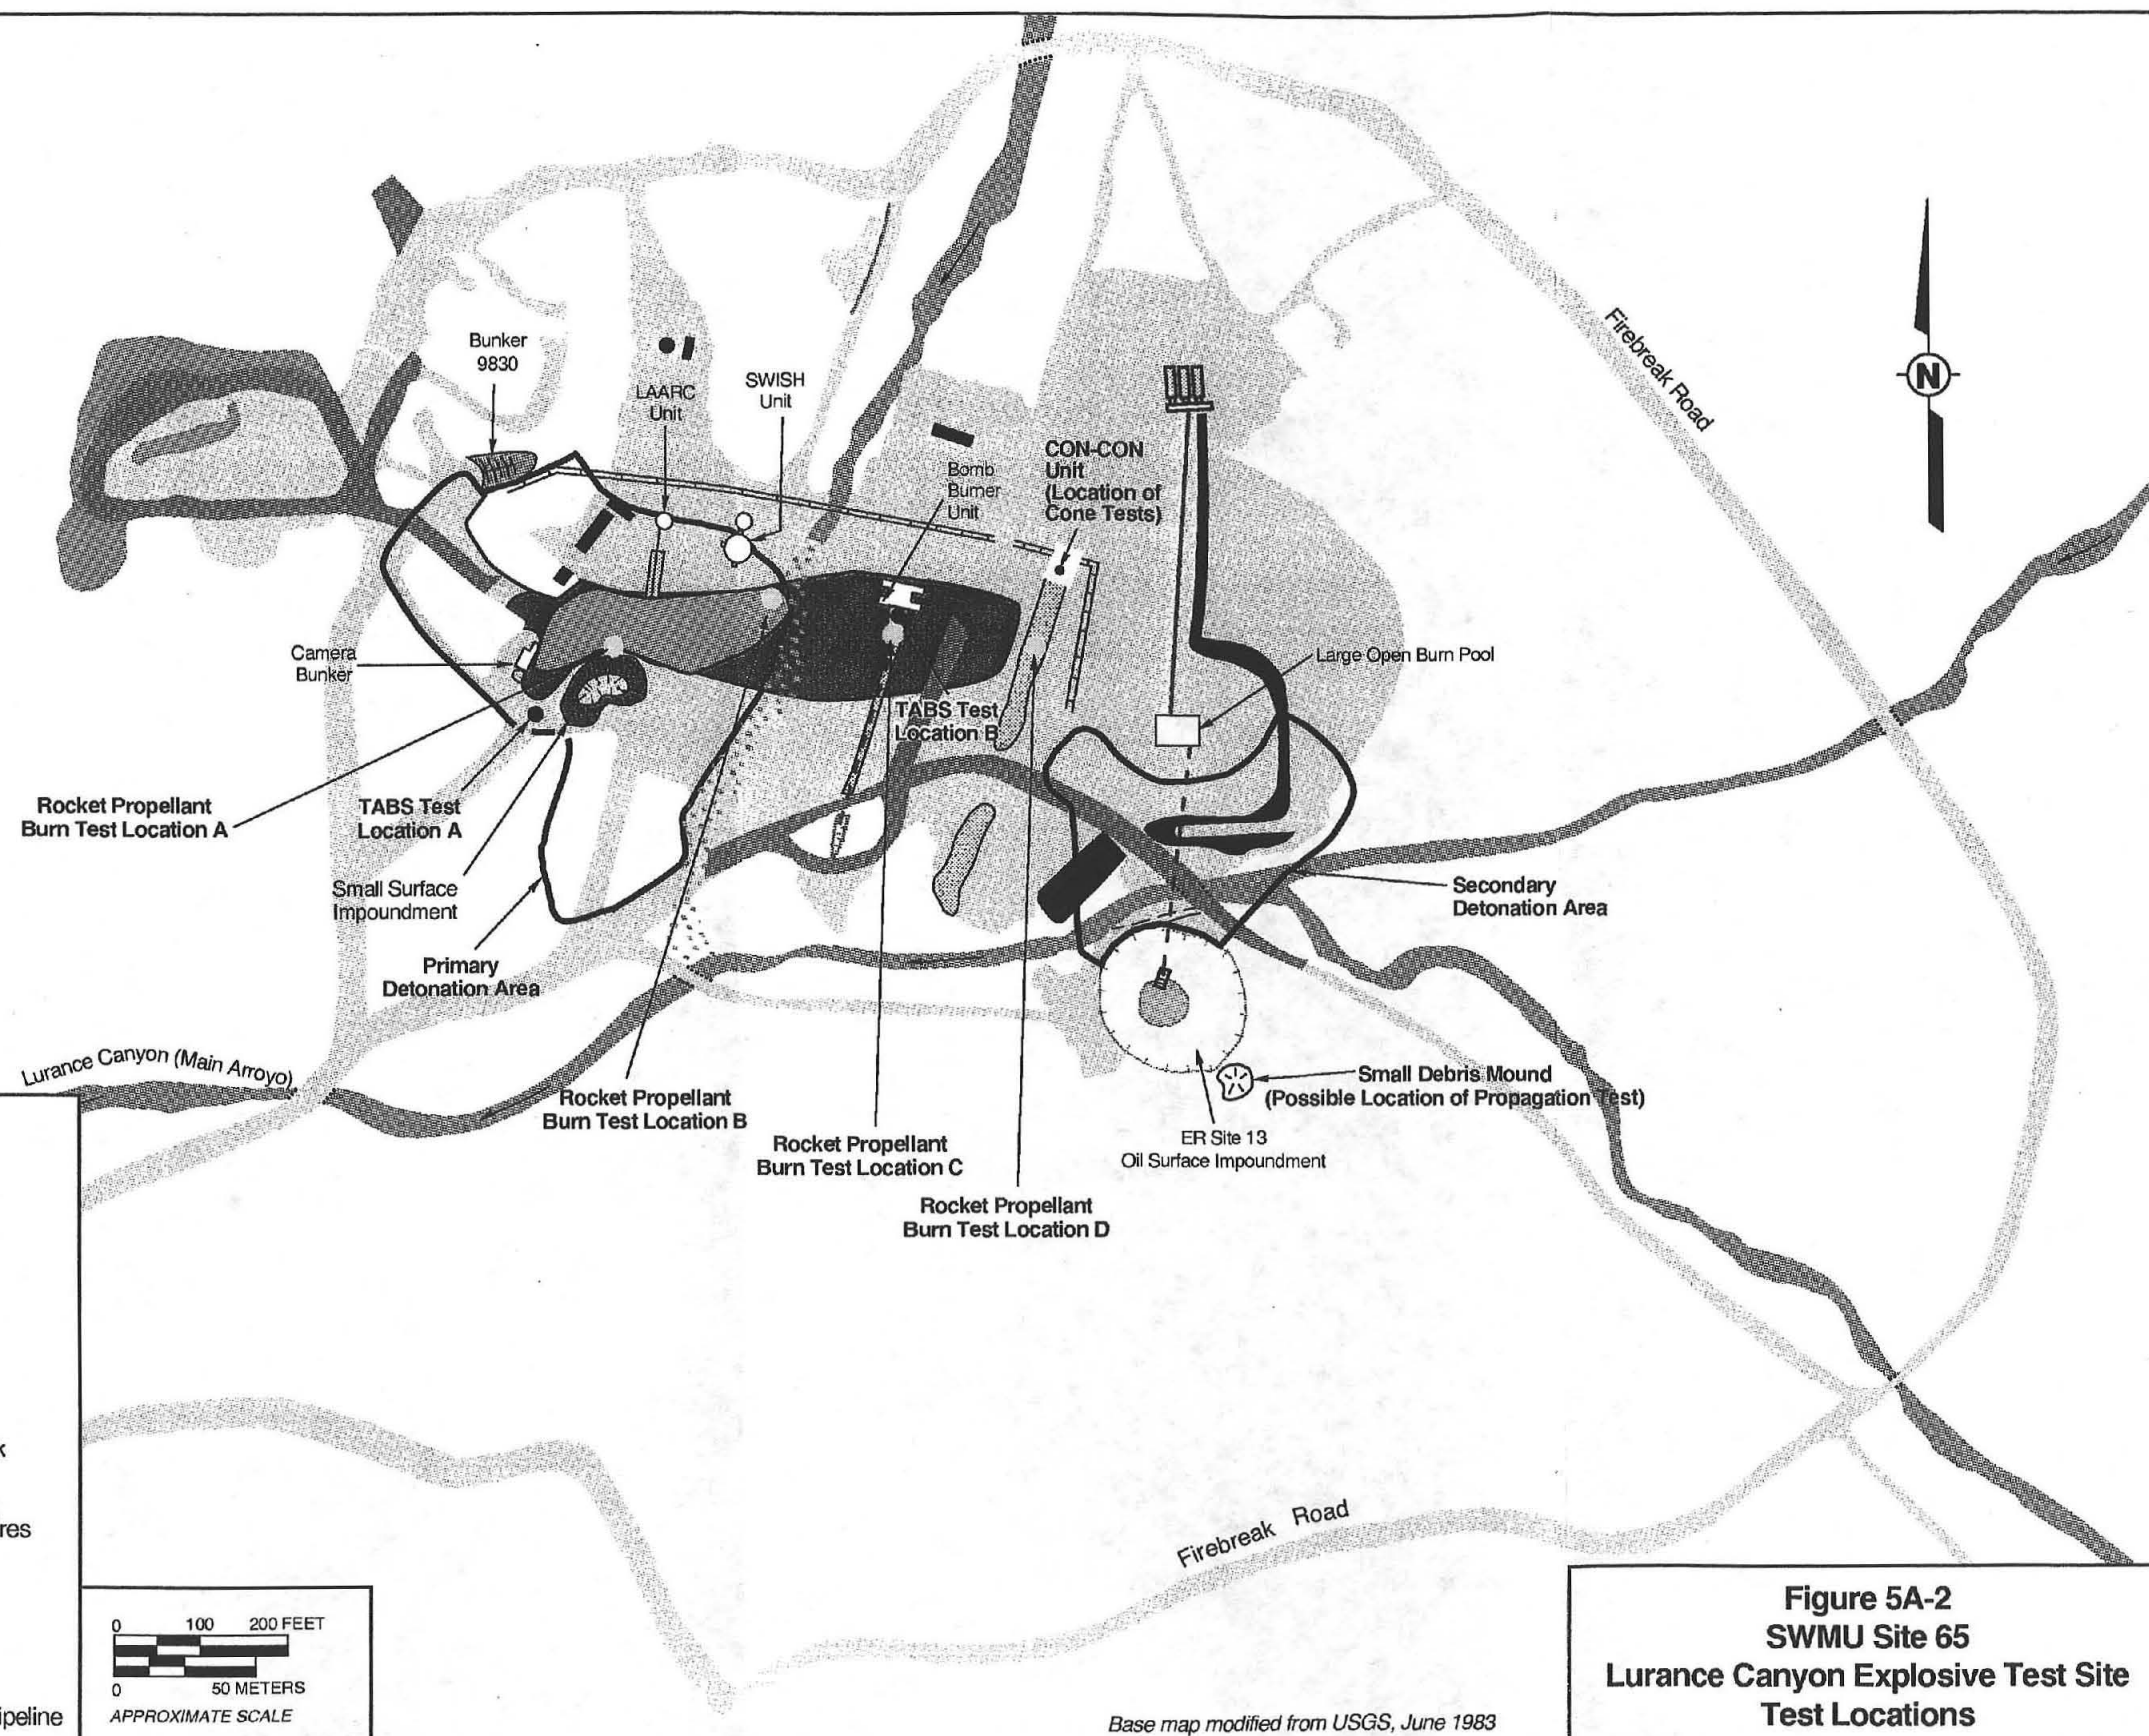 Firebreak Road
N
Bunker
9830
LAARC
Unit
SWISH
Unit
Bomb
Burner
Unit
CON-CON
Unit
(Location of
Cone Tests)
Camera
Bunker
Large Open Burn Pool
TABS Test
Location B
Rocket Propellant
Burn Test Location A
TABS Test
Location A
Small Surface
Impoundment
Primary
Detonation Area
Secondary
Detonation Area
Lurance Canyon (Main Arroyo)
Rocket Propellant
Burn Test Location B
Rocket Propellant
Burn Test Location C
Rocket Propellant
Burn Test Location D
Small Debris Mound
(Possible Location of Propagation Test)
ER Site 13
Oil Surface Impoundment
Firebreak Road
k
res
ipeline
0 100 200 FEET
0 50 METERS
APPROXIMATE SCALE
Base map modified from USGS, June 1983
Figure 5A-2
SWMU Site 65
Lurance Canyon Explosive Test Site
Test Locations